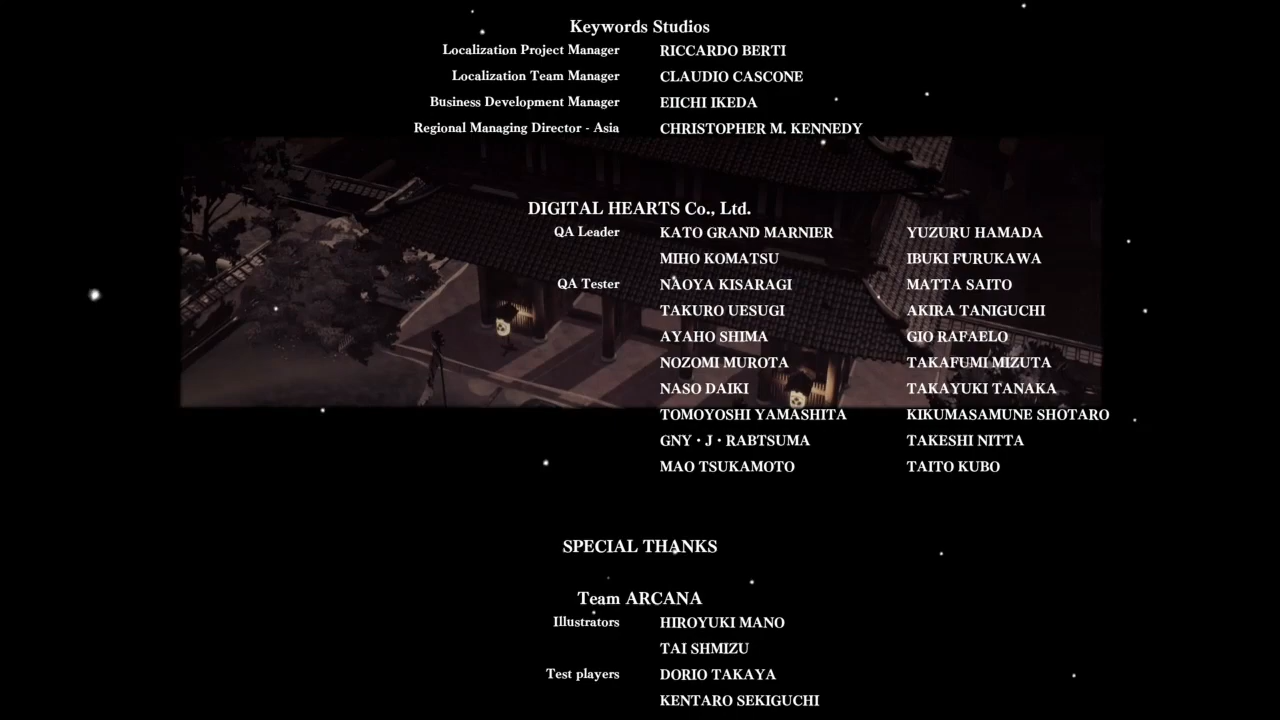 Keywords Studios
Localization Project Manager RICCARDO BERTI
Localization Team Manager CLAUDIO CASCONE
Business Development Manager EIICHI IKEDA
Regional Managing Director - Asia CHRISTOPHER M. KENNEDY
DIGITAL HEARTS Co., Ltd.
QA Leader KATO GRAND MARNIER YUZURU HAMADA
MIHO KOMATSU IBUKI FURUKAWA
QA Tester NAOYA KISARAGI MATTA SAITO
TAKURO UESUGI AKIRA TANIGUCHI
AYAHO SHIMA GIO RAFAELO
NOZOMI MUROTA TAKAFUMI MIZUTA
NASO DAIKI TAKAYUKI TANAKA
TOMOYOSHI YAMASHITA KIKUMASAMUNE SHOTARO
GNY・J・RABTSUMA TAKESHI NITTA
MAO TSUKAMOTO TAITO KUBO
SPECIAL THANKS
Team ARCANA
Illustrators HIROYUKI MANO
TAI SHMIZU
Test players DORIO TAKAYA
KENTARO SEKIGUCHI